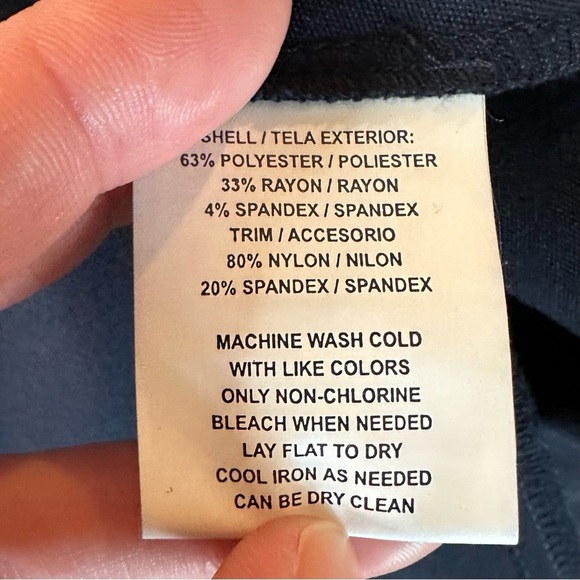 SHELL / TELA EXTERIOR:
63% POLYESTER / POLIESTER
33% RAYON / RAYON
4% SPANDEX / SPANDEX
TRIM / ACCESORIO
80% NYLON / NILON
20% SPANDEX / SPANDEX
MACHINE WASH COLD
WITH LIKE COLORS
ONLY NON-CHLORINE
BLEACH WHEN NEEDED
LAY FLAT TO DRY
COOL IRON AS NEEDED
CAN BE DRY CLEAN